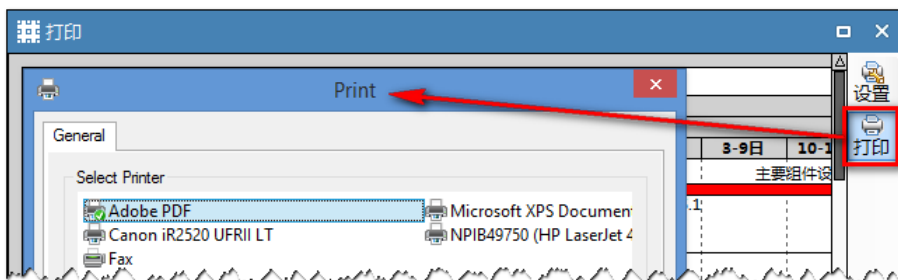 打印
Print
设置
打印
General
Select Printer
Adobe PDF
Microsoft XPS Documen
Canon iR2520 UFRII LT
NPIB49750 (HP LaserJet 4
Fax
3-9日
10-1
主要组件设
.1